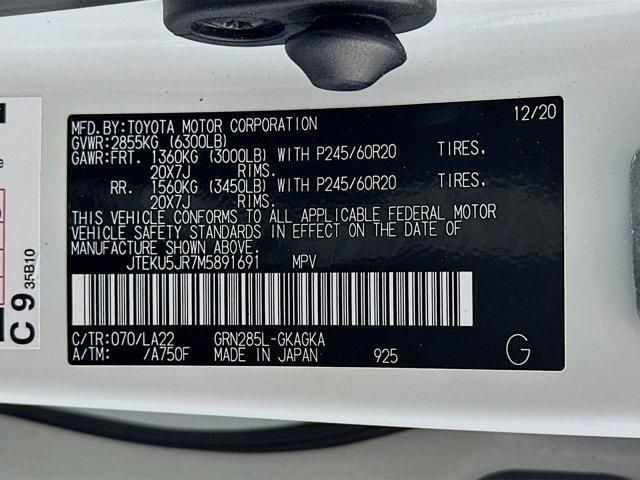 MFD.BY:TOYOTA MOTOR CORPORATION 12/20
GVWR:2855KG (6300LB)
GAWR:FRT. 1360KG (3000LB) WITH P245/60R20 TIRES.
20X7J RIMS.
RR. 1560KG (3450LB) WITH P245/60R20 TIRES.
20X7J RIMS.
THIS VEHICLE CONFORMS TO ALL APPLICABLE FEDERAL MOTOR
VEHICLE SAFETY STANDARDS IN EFFECT ON THE DATE OF
MANUFACTURE SHOWN ABOVE.
JTEKU5JR7M5891691 MPV
C/TR:070/LA22 GRN285L-GKAGKA
A/TM: /A750F MADE IN JAPAN 925 G
C 9 35B10